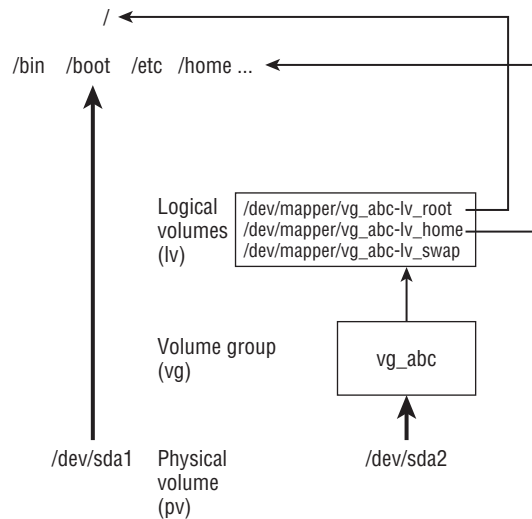 /
/bin /boot /etc /home ...
Logical
volumes
(lv)
/dev/mapper/vg_abc-lv_root
/dev/mapper/vg_abc-lv_home
/dev/mapper/vg_abc-lv_swap
Volume group
(vg)
vg_abc
/dev/sda1
Physical
volume
(pv)
/dev/sda2